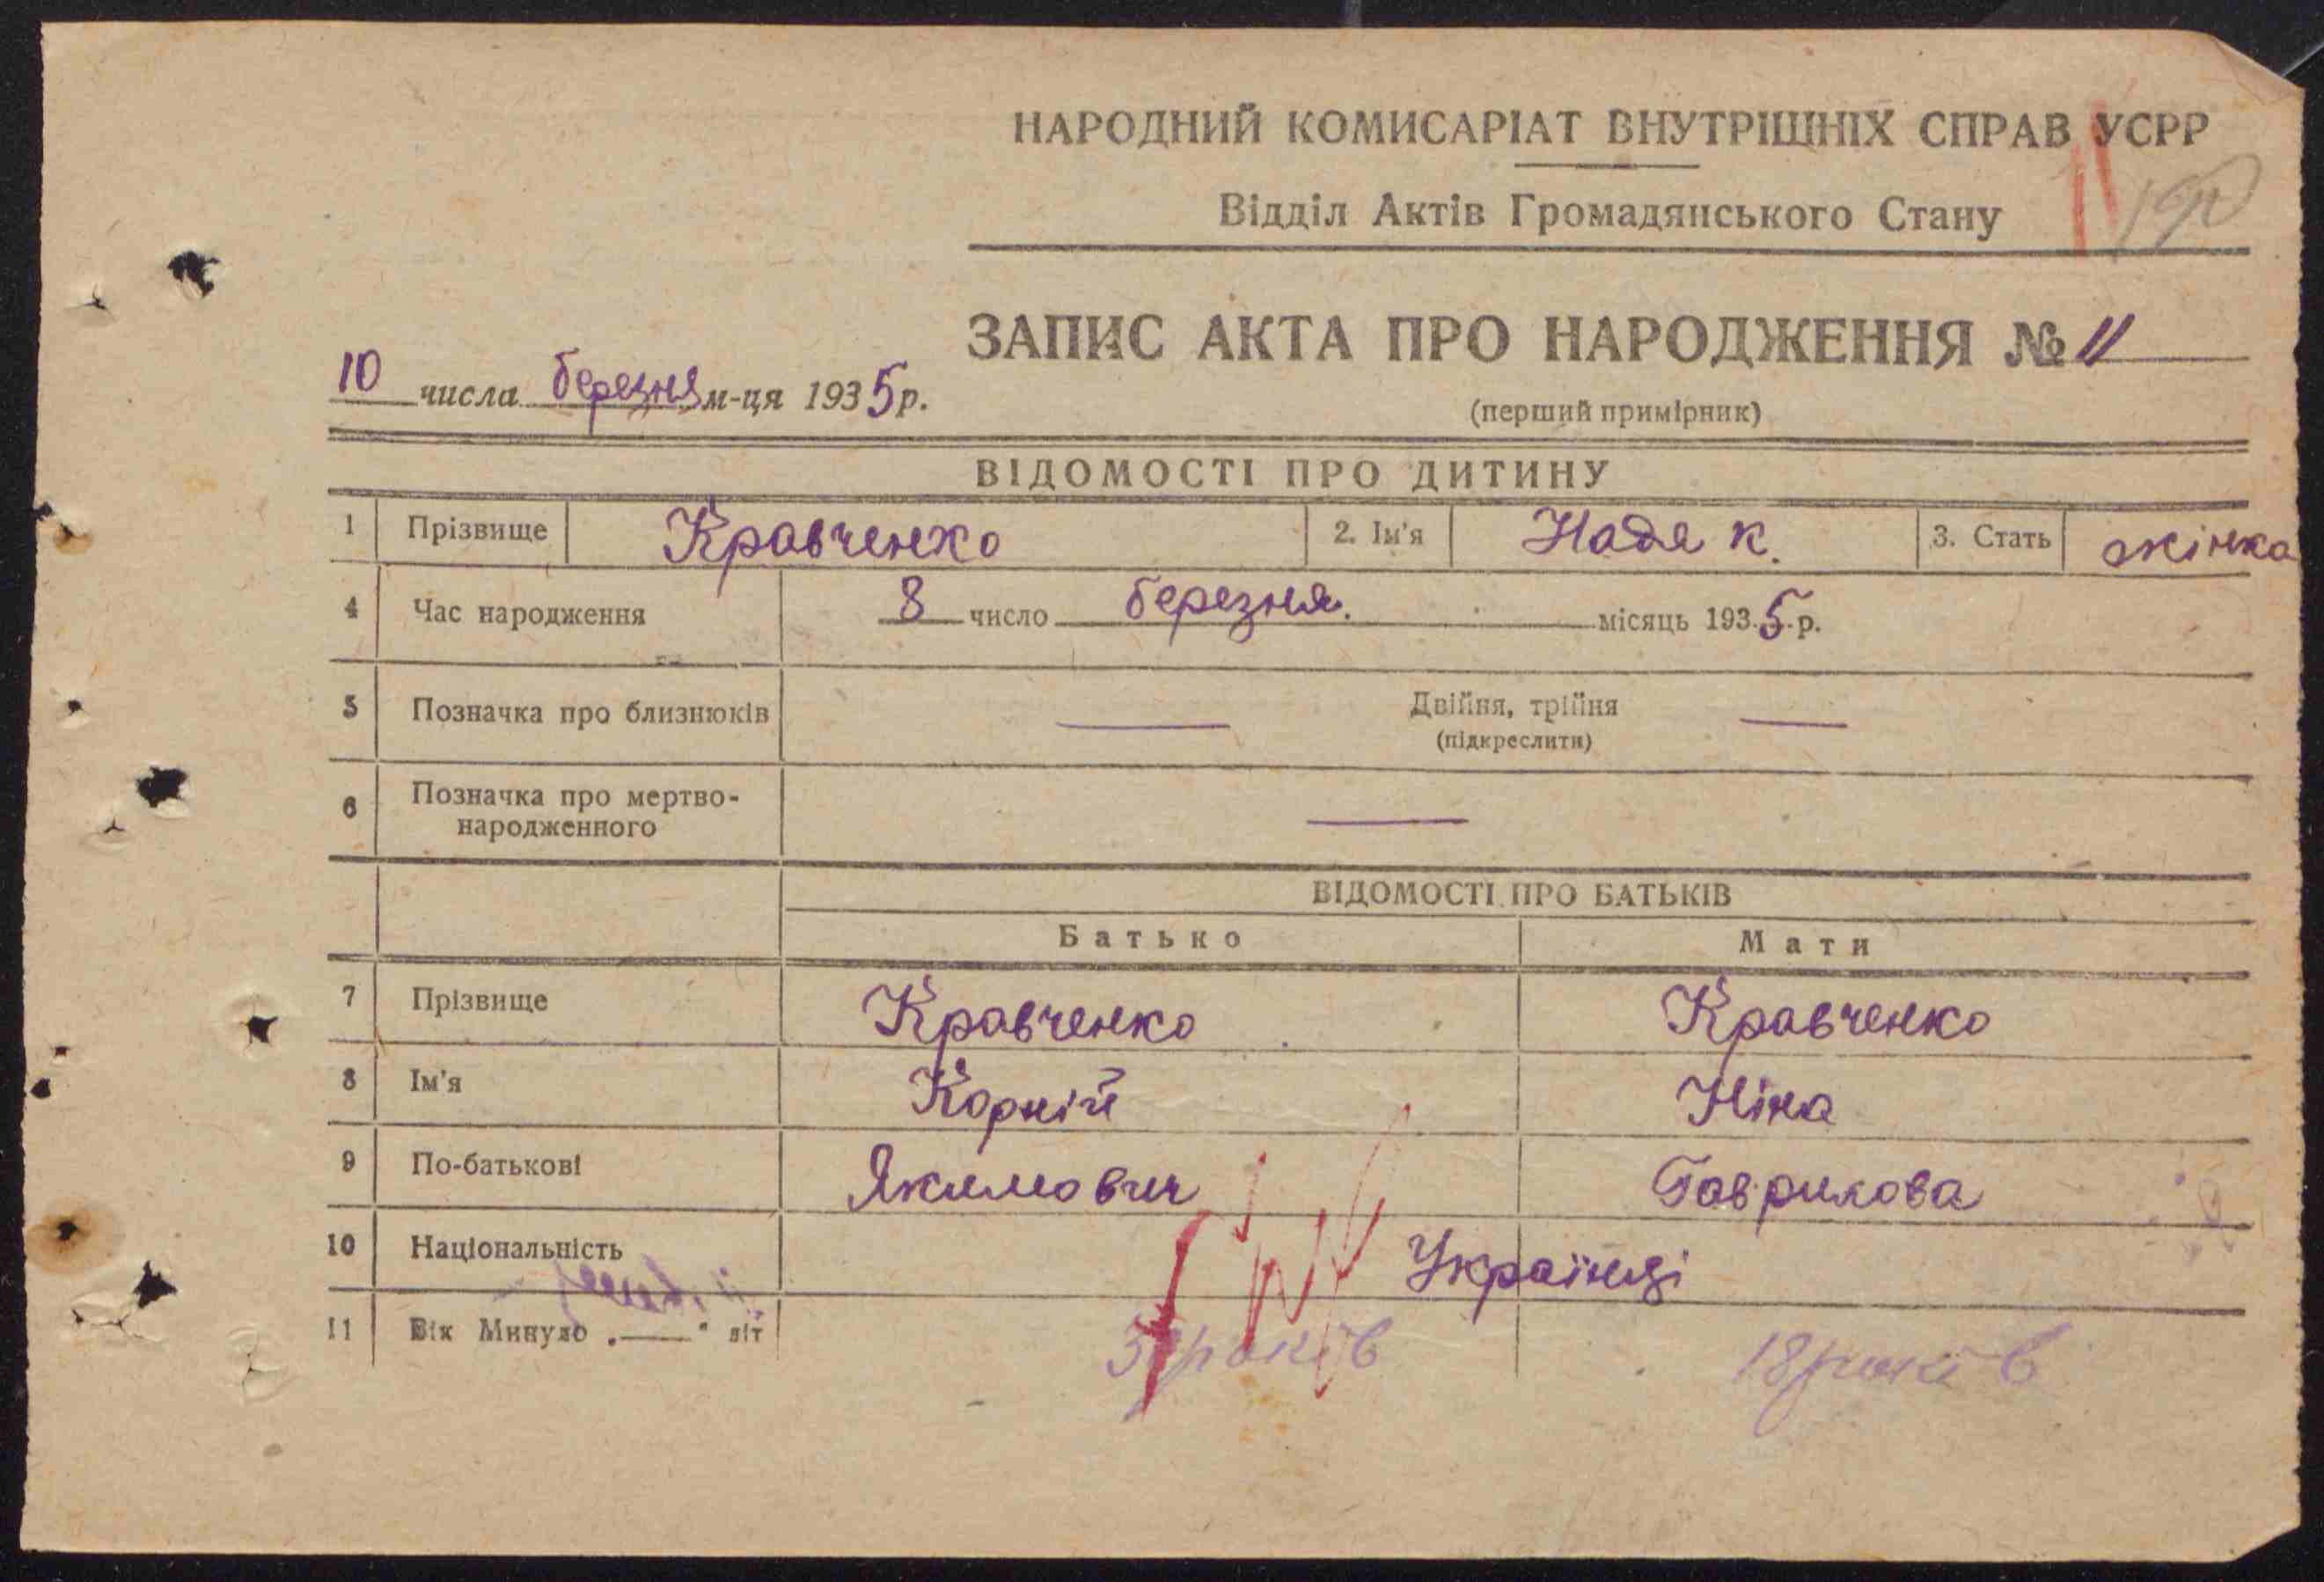 НАРОДНИЙ КОМИСАРІАТ ВНУТРІШНІХ СПРАВ УСРР
Відділ Актів Громадянського Стану
190
ЗАПИС АКТА ПРО НАРОДЖЕННЯ № 11
10 числа березня м-ця 1935 р.
(перший примірник)
ВІДОМОСТІ ПРО ДИТИНУ
1 Прізвище Кравченко 2. Ім'я Надя К. 3. Стать жінка
4 Час народження 8 число березня. місяць 1935 р.
5 Позначка про близнюків — Двійня, трійня —
(підкреслити)
6 Позначка про мертво-
народженного —
ВІДОМОСТІ ПРО БАТЬКІВ
Батько Мати
7 Прізвище Кравченко Кравченко
8 Ім'я Корній Ніна
9 По-батькові Якимович Гаврилова
10 Національність Українці
11 Вік Минуло „—" літ років 18 років